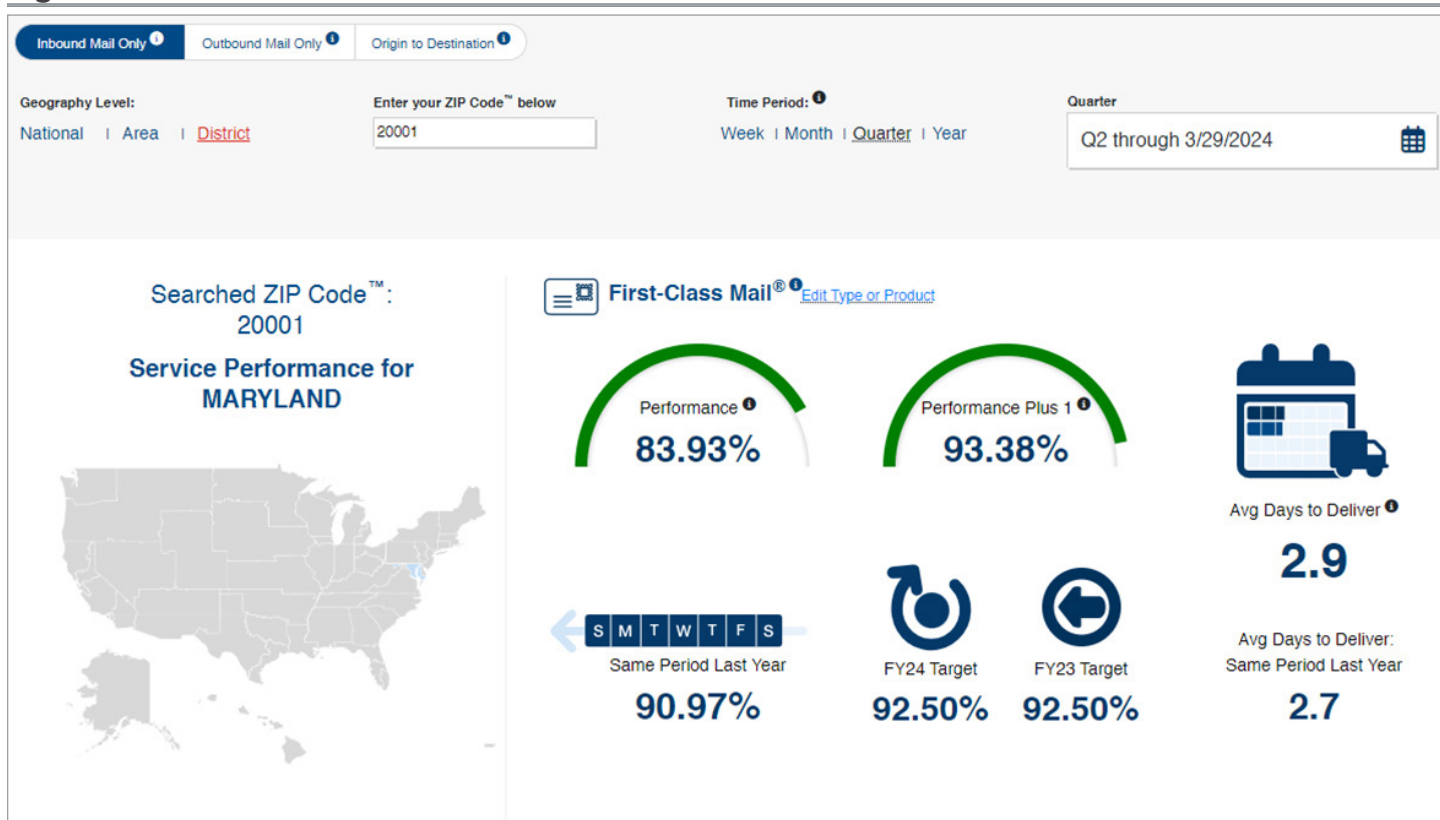 Inbound Mail Only Outbound Mail Only Origin to Destination
Geography Level: Enter your ZIP Code™ below Time Period: Quarter
National | Area | District 20001 Week | Month | Quarter | Year Q2 through 3/29/2024
Searched ZIP Code™:
20001
Service Performance for
MARYLAND
First-Class Mail® Edit Type or Product
Performance
83.93%
Performance Plus 1
93.38%
Avg Days to Deliver
2.9
S M T W T F S
Same Period Last Year
90.97%
FY24 Target
92.50%
FY23 Target
92.50%
Avg Days to Deliver:
Same Period Last Year
2.7